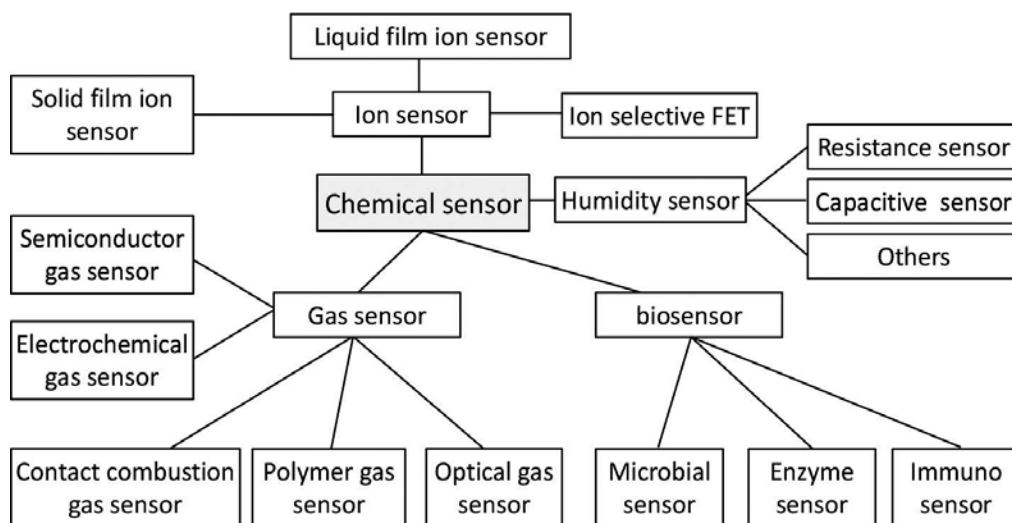 Liquid film ion sensor
Solid film ion
sensor
Ion sensor
Ion selective FET
Resistance sensor
Chemical sensor
Humidity sensor
Capacitive sensor
Others
Semiconductor
gas sensor
Electrochemical
gas sensor
Gas sensor
biosensor
Contact combustion
gas sensor
Polymer gas
sensor
Optical gas
sensor
Microbial
sensor
Enzyme
sensor
Immuno
sensor